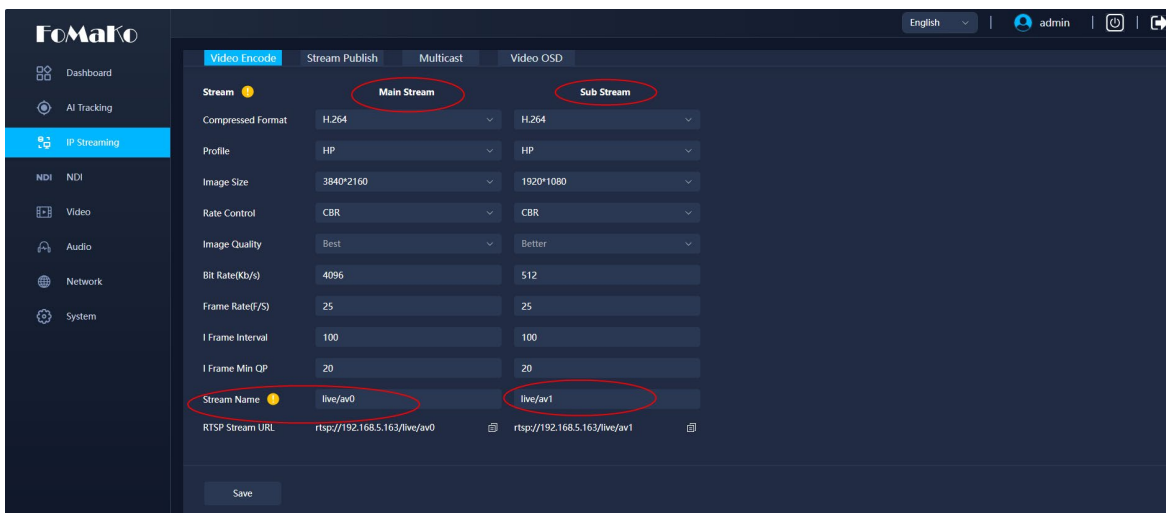 FoMaKo
English
admin
Dashboard
AI Tracking
IP Streaming
NDI NDI
Video
Audio
Network
System
Video Encode Stream Publish Multicast Video OSD
Stream Main Stream Sub Stream
Compressed Format H.264 H.264
Profile HP HP
Image Size 3840*2160 1920*1080
Rate Control CBR CBR
Image Quality Best Better
Bit Rate(Kb/s) 4096 512
Frame Rate(F/S) 25 25
I Frame Interval 100 100
I Frame Min QP 20 20
Stream Name live/av0 live/av1
RTSP Stream URL rtsp://192.168.5.163/live/av0 rtsp://192.168.5.163/live/av1
Save